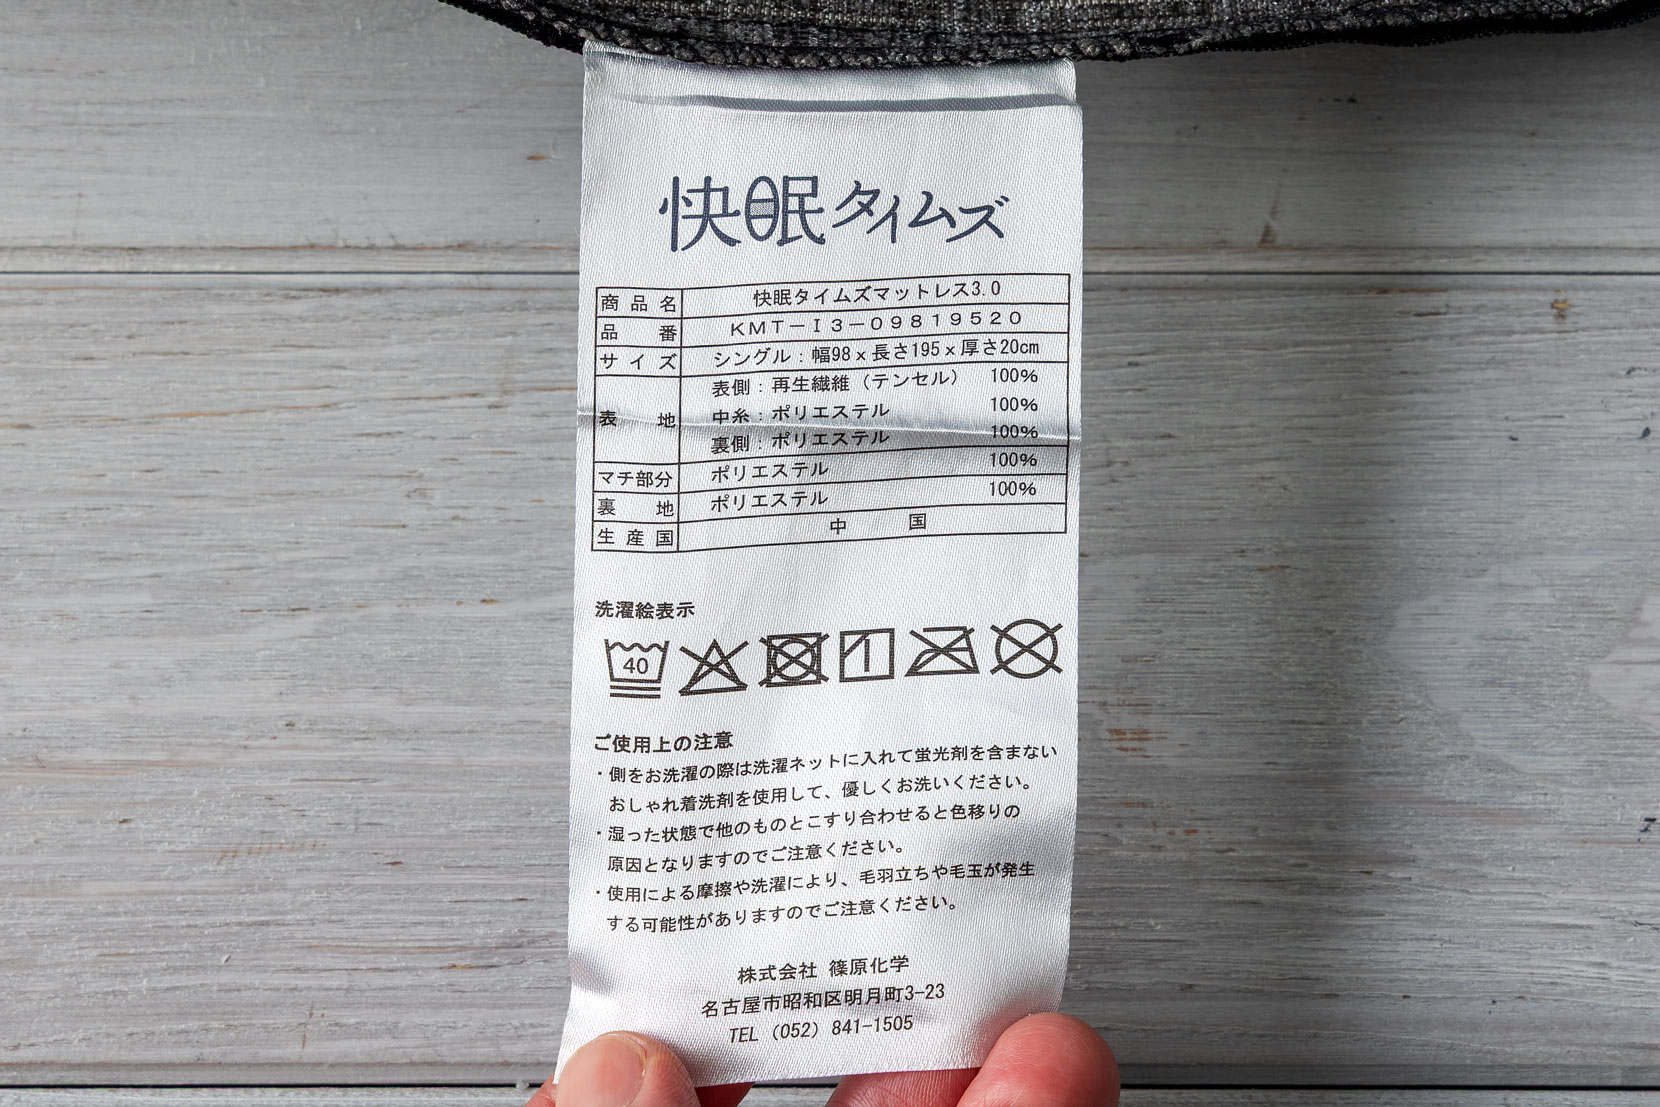 快眠タイムズ
商品名 快眠タイムズマットレス3.0
品番 KMT-I3-09819520
サイズ シングル:幅98x長さ195x厚さ20cm
表地 表側:再生繊維(テンセル) 100%
中糸:ポリエステル 100%
裏側:ポリエステル 100%
マチ部分 ポリエステル 100%
裏地 ポリエステル 100%
生産国 中国
洗濯絵表示
40
ご使用上の注意
・側をお洗濯の際は洗濯ネットに入れて蛍光剤を含まない
おしゃれ着洗剤を使用して、優しくお洗いください。
・湿った状態で他のものとこすり合わせると色移りの
原因となりますのでご注意ください。
・使用による摩擦や洗濯により、毛羽立ちや毛玉が発生
する可能性がありますのでご注意ください。
株式会社 篠原化学
名古屋市昭和区明月町3-23
TEL (052) 841-1505